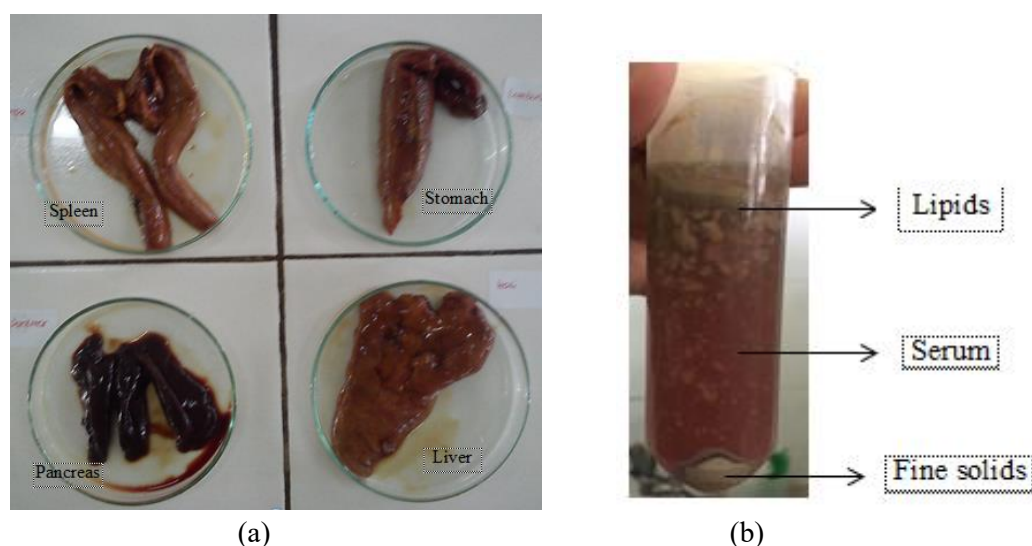 Spleen
Stomach
Pancreas
Liver
Lipids
Serum
Fine solids
(a)
(b)